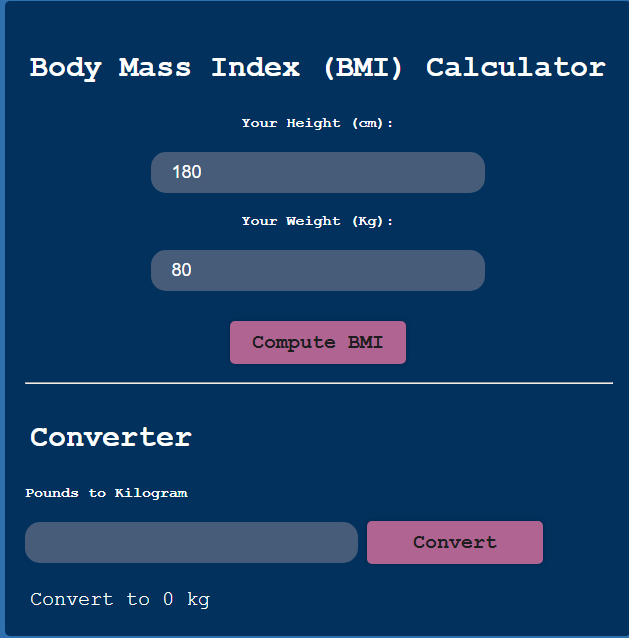 Body Mass Index (BMI) Calculator
Your Height (cm):
180
Your Weight (Kg):
80
Compute BMI
Converter
Pounds to Kilogram
Convert
Convert to 0 kg